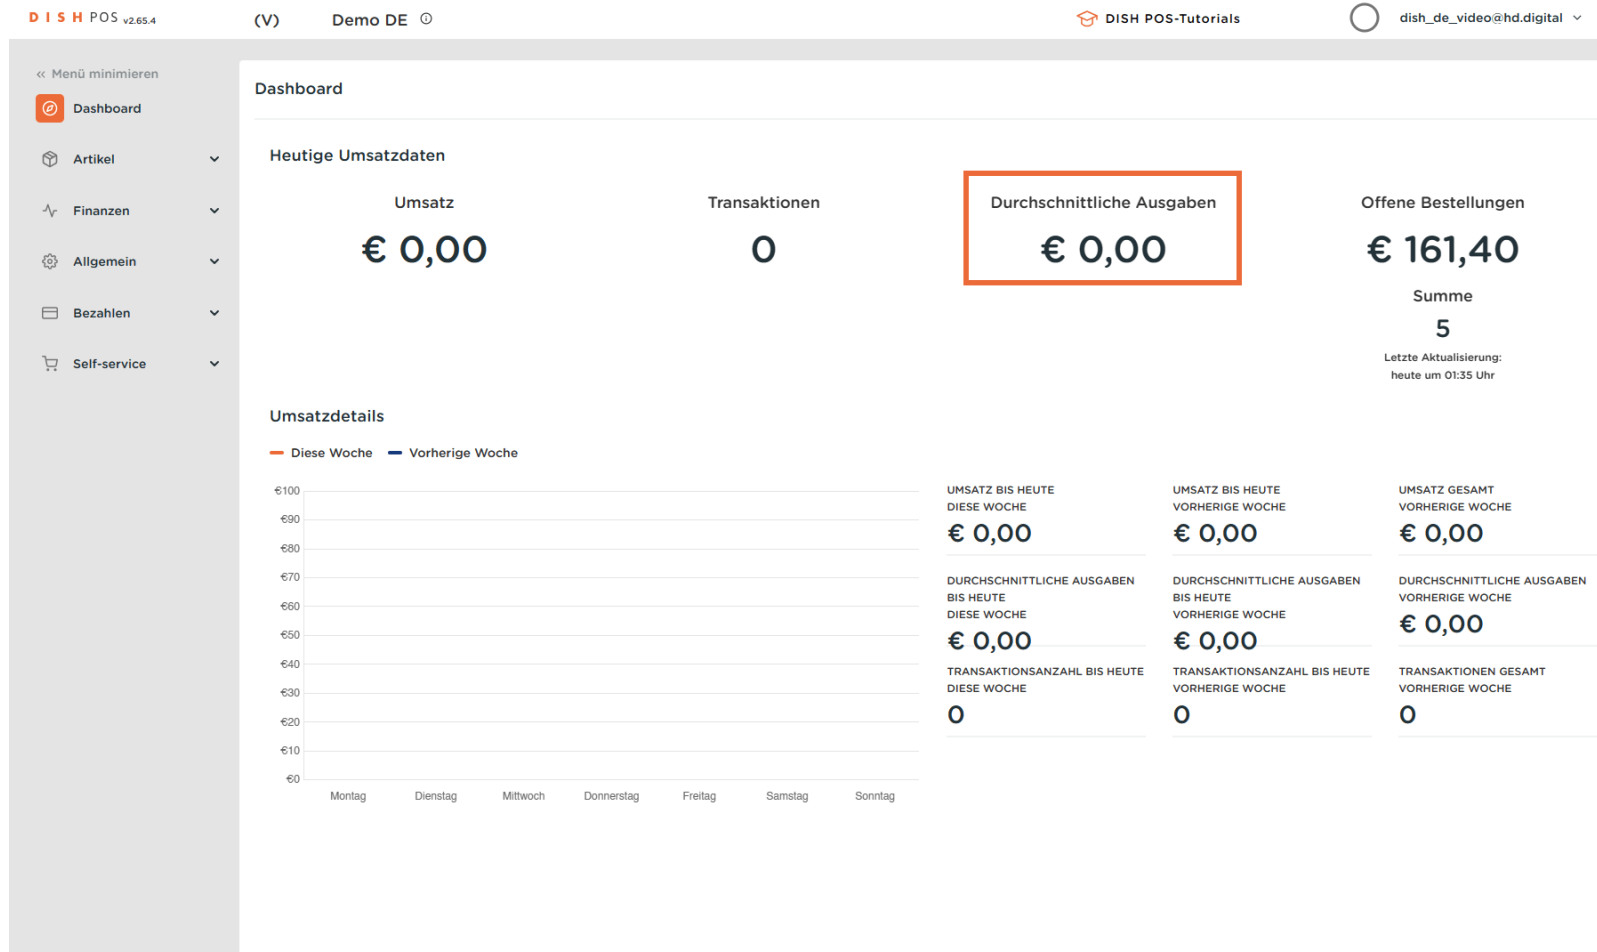 DISH POS v2.65.4
(V)
Demo DE
DISH POS-Tutorials
dish_de_video@hd.digital
Menü minimieren
Dashboard
Artikel
Finanzen
Allgemein
Bezahlen
Self-service
Dashboard
Heutige Umsatzdaten
Umsatz
€ 0,00
Transaktionen
0
Durchschnittliche Ausgaben
€ 0,00
Offene Bestellungen
€ 161,40
Summe
5
Letzte Aktualisierung:
heute um 01:35 Uhr
Umsatzdetails
Diese Woche
Vorherige Woche
€100
€90
€80
€70
€60
€50
€40
€30
€20
€10
€0
Montag
Dienstag
Mittwoch
Donnerstag
Freitag
Samstag
Sonntag
UMSATZ BIS HEUTE
DIESE WOCHE
€ 0,00
UMSATZ BIS HEUTE
VORHERIGE WOCHE
€ 0,00
UMSATZ GESAMT
VORHERIGE WOCHE
€ 0,00
DURCHSCHNITTLICHE AUSGABEN
BIS HEUTE
DIESE WOCHE
€ 0,00
DURCHSCHNITTLICHE AUSGABEN
BIS HEUTE
VORHERIGE WOCHE
€ 0,00
DURCHSCHNITTLICHE AUSGABEN
VORHERIGE WOCHE
€ 0,00
TRANSAKTIONSANZAHL BIS HEUTE
DIESE WOCHE
0
TRANSAKTIONSANZAHL BIS HEUTE
VORHERIGE WOCHE
0
TRANSAKTIONEN GESAMT
VORHERIGE WOCHE
0